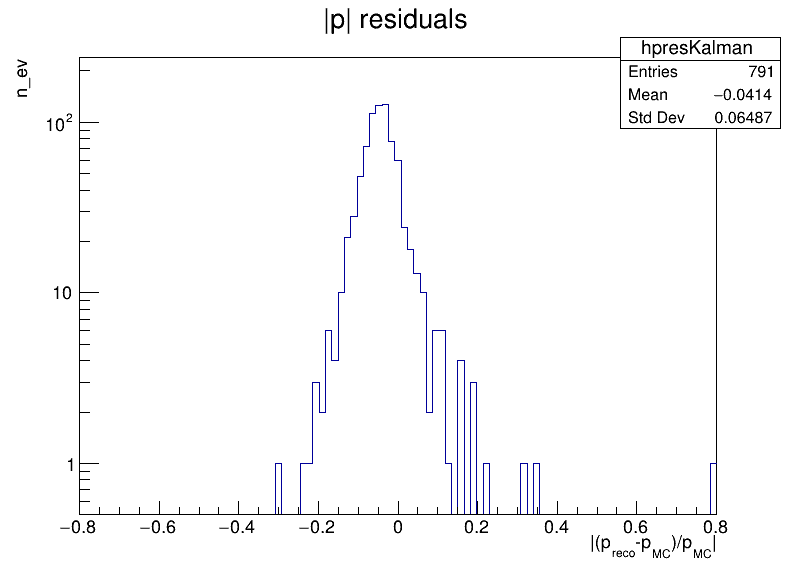 |p| residuals
n_ev
hpresKalman
Entries 791
Mean −0.0414
Std Dev 0.06487
10²
10
1
−0.8 −0.6 −0.4 −0.2 0 0.2 0.4 0.6 0.8
|(p_reco-p_MC)/p_MC|